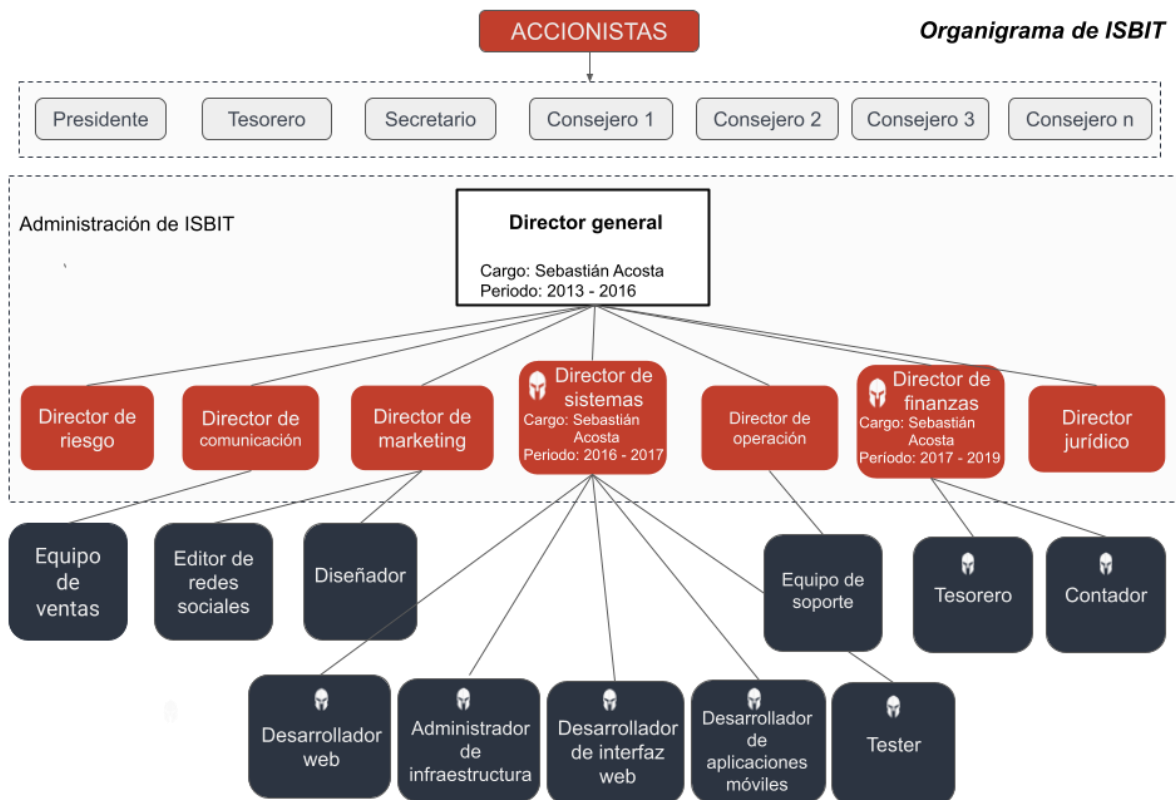 ACCIONISTAS
Organigrama de ISBIT
Presidente
Tesorero
Secretario
Consejero 1
Consejero 2
Consejero 3
Consejero n
Administración de ISBIT
Director general
Cargo: Sebastián Acosta
Periodo: 2013 - 2016
Director de
riesgo
Director de
comunicación
Director de
marketing
Director de
sistemas
Cargo: Sebastián
Acosta
Periodo: 2016 - 2017
Director de
operación
Director de
finanzas
Cargo: Sebastián
Acosta
Período: 2017 - 2019
Director
jurídico
Equipo
de
ventas
Editor de
redes
sociales
Diseñador
Equipo de
soporte
Tesorero
Contador
Desarrollador
web
Administrador
de
infraestructura
Desarrollador
de interfaz
web
Desarrollador
de
aplicaciones
móviles
Tester